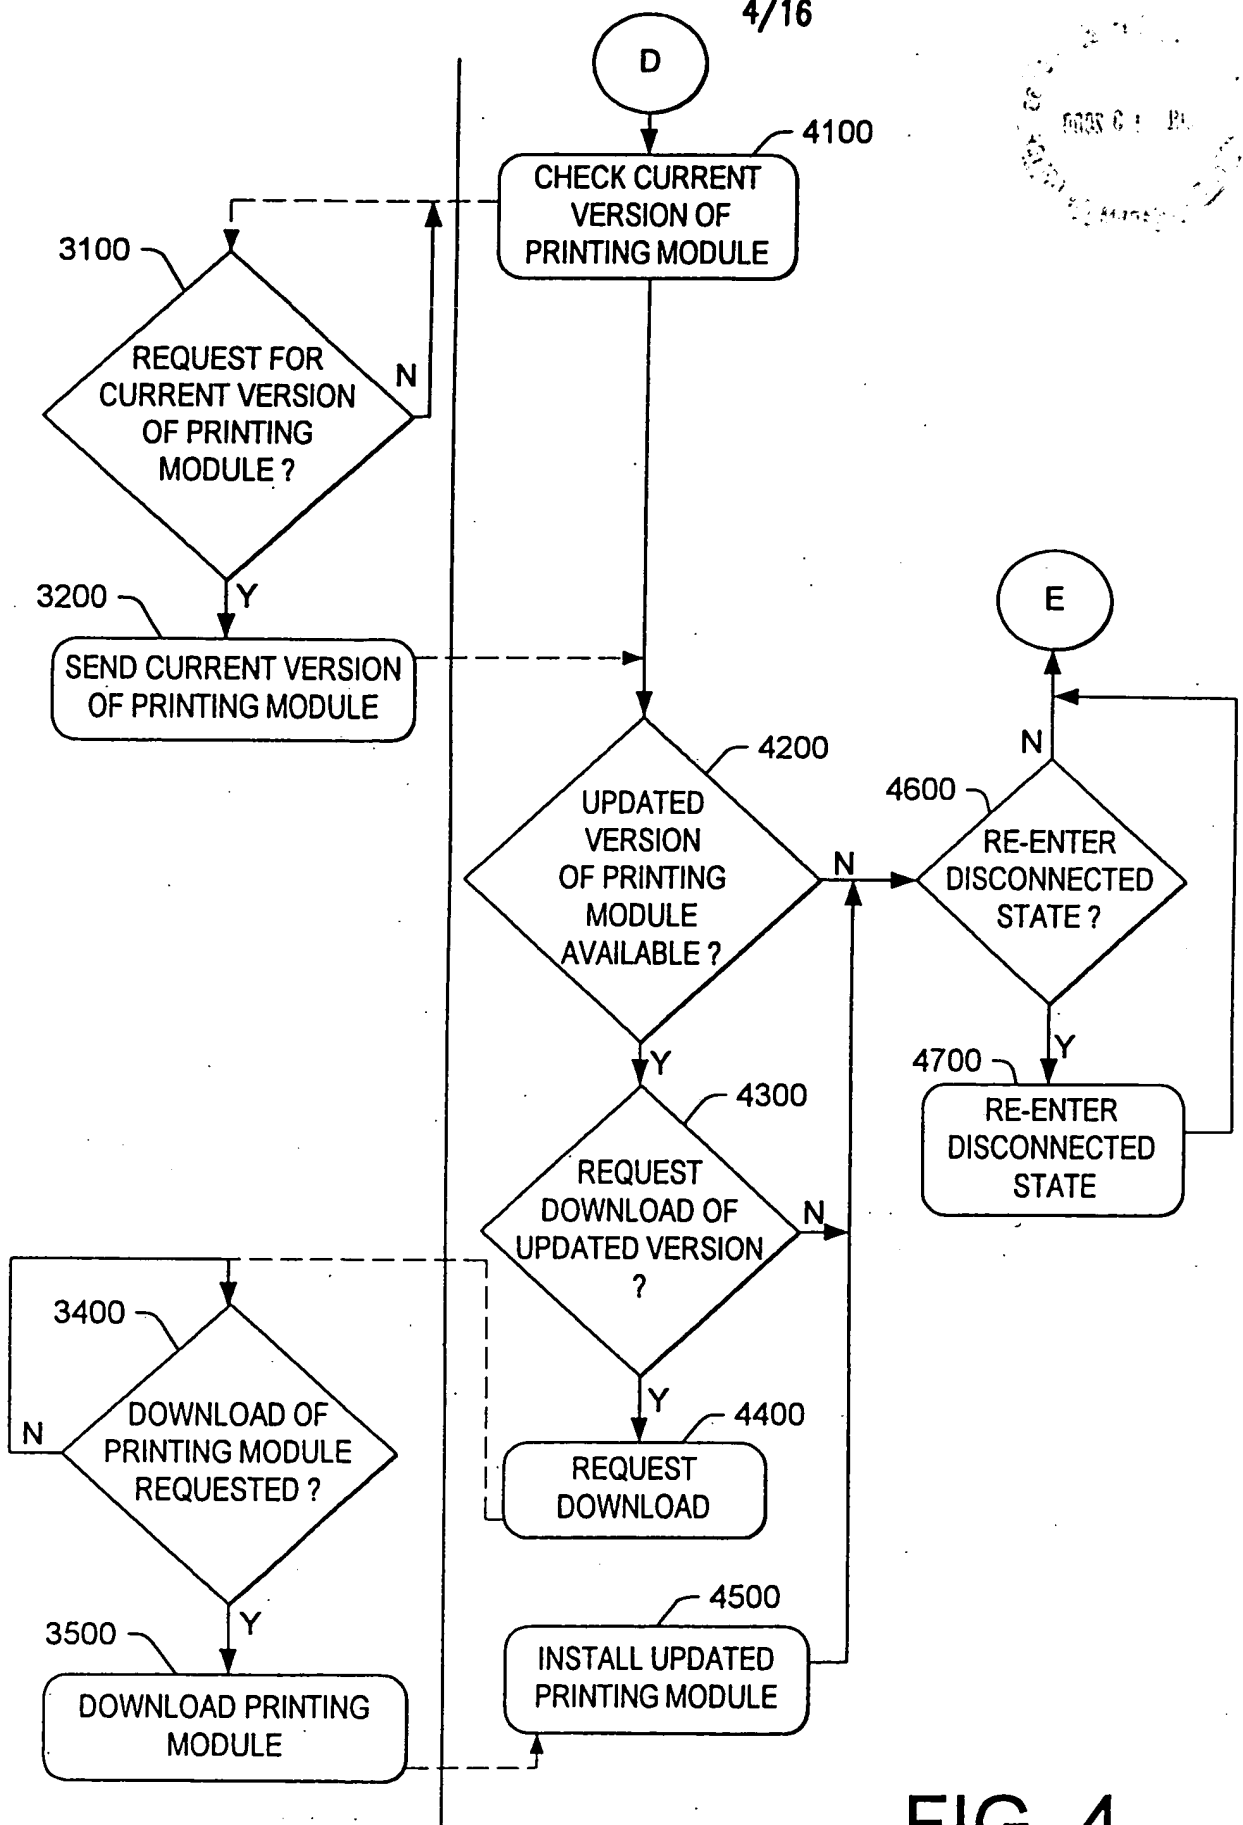 4/16
D
4100
CHECK CURRENT
VERSION OF
PRINTING MODULE
3100
REQUEST FOR
CURRENT VERSION
OF PRINTING
MODULE ?
N
Y
3200
SEND CURRENT VERSION
OF PRINTING MODULE
E
N
4200
UPDATED
VERSION
OF PRINTING
MODULE
AVAILABLE ?
N
Y
4600
RE-ENTER
DISCONNECTED
STATE ?
Y
4700
RE-ENTER
DISCONNECTED
STATE
4300
REQUEST
DOWNLOAD OF
UPDATED VERSION
?
N
Y
3400
DOWNLOAD OF
PRINTING MODULE
REQUESTED ?
N
Y
4400
REQUEST
DOWNLOAD
4500
INSTALL UPDATED
PRINTING MODULE
3500
DOWNLOAD PRINTING
MODULE
FIG. 4